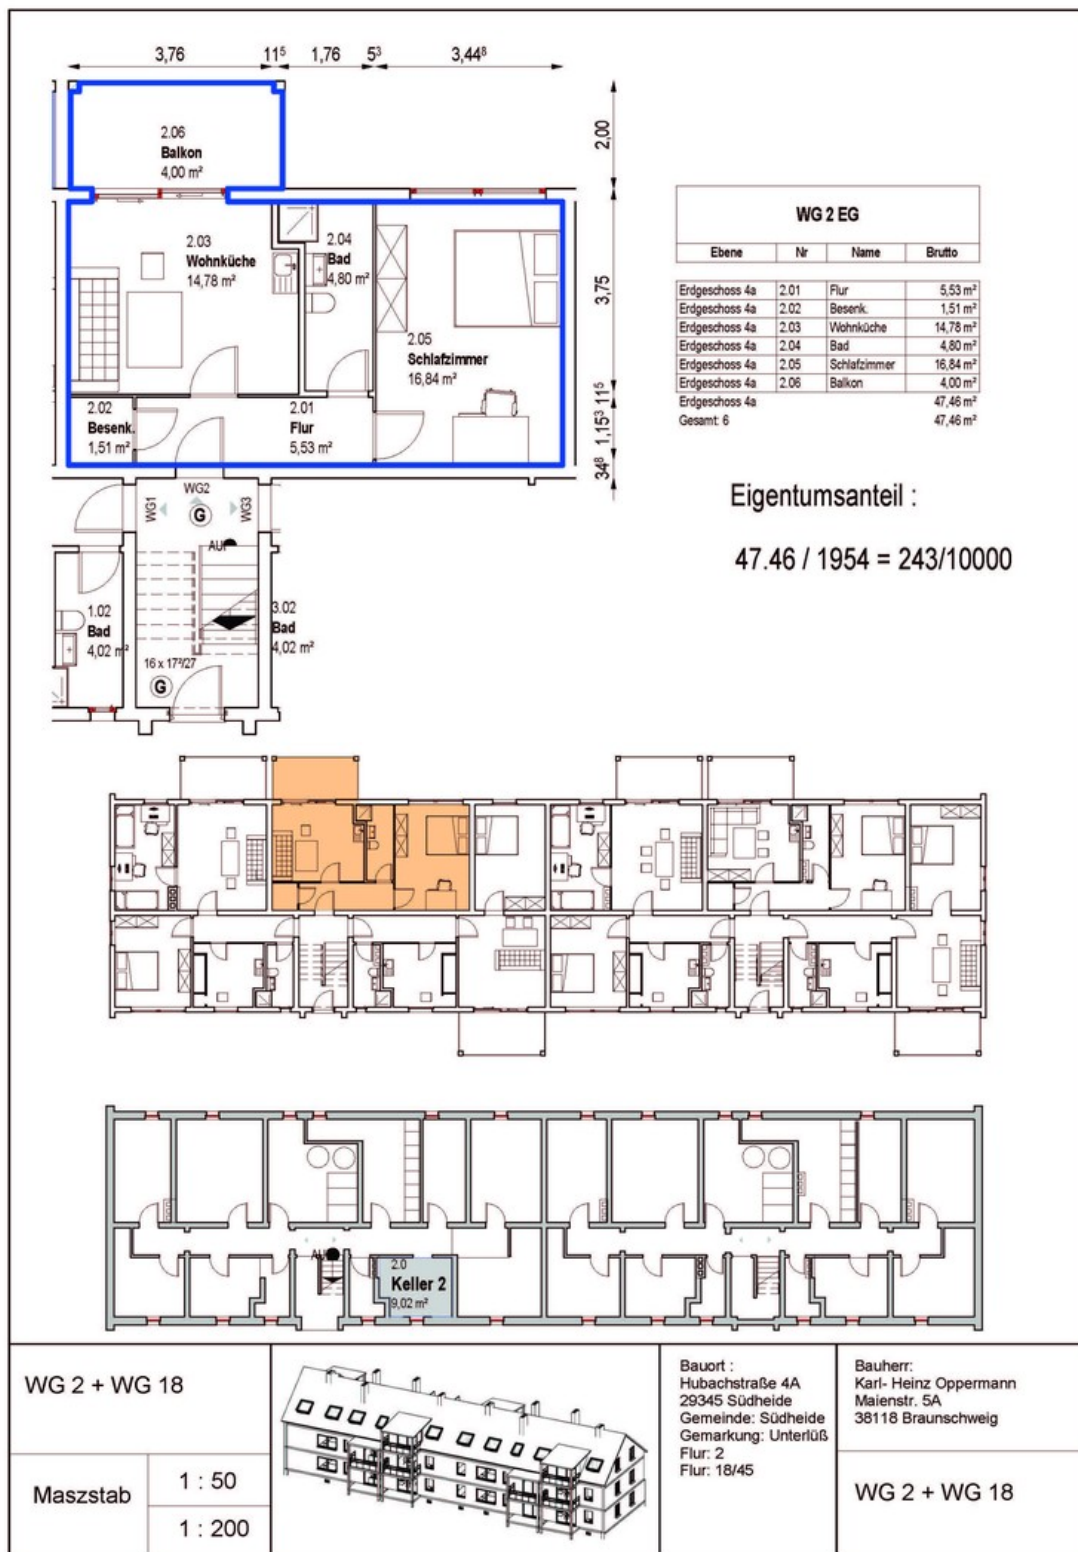 3,76 11⁵ 1,76 5³ 3,44⁸
2,00
3,75
11⁵
1,15³
34⁸
2.06
Balkon
4,00 m²
2.03
Wohnküche
14,78 m²
2.04
Bad
4,80 m²
2.05
Schlafzimmer
16,84 m²
2.02
Besenk.
1,51 m²
2.01
Flur
5,53 m²
WG1
WG2
WG3
G
AUF
1.02
Bad
4,02 m²
3.02
Bad
4,02 m²
16 x 17²/27
G
WG 2 EG
Ebene Nr Name Brutto
Erdgeschoss 4a 2.01 Flur 5,53 m²
Erdgeschoss 4a 2.02 Besenk. 1,51 m²
Erdgeschoss 4a 2.03 Wohnküche 14,78 m²
Erdgeschoss 4a 2.04 Bad 4,80 m²
Erdgeschoss 4a 2.05 Schlafzimmer 16,84 m²
Erdgeschoss 4a 2.06 Balkon 4,00 m²
Erdgeschoss 4a 47,46 m²
Gesamt: 6 47,46 m²
Eigentumsanteil :
47.46 / 1954 = 243/10000
2.0
Keller 2
9,02 m²
WG 2 + WG 18
Maszstab
1 : 50
1 : 200
Bauort :
Hubachstraße 4A
29345 Südheide
Gemeinde: Südheide
Gemarkung: Unterlüß
Flur: 2
Flur: 18/45
Bauherr:
Karl- Heinz Oppermann
Maienstr. 5A
38118 Braunschweig
WG 2 + WG 18